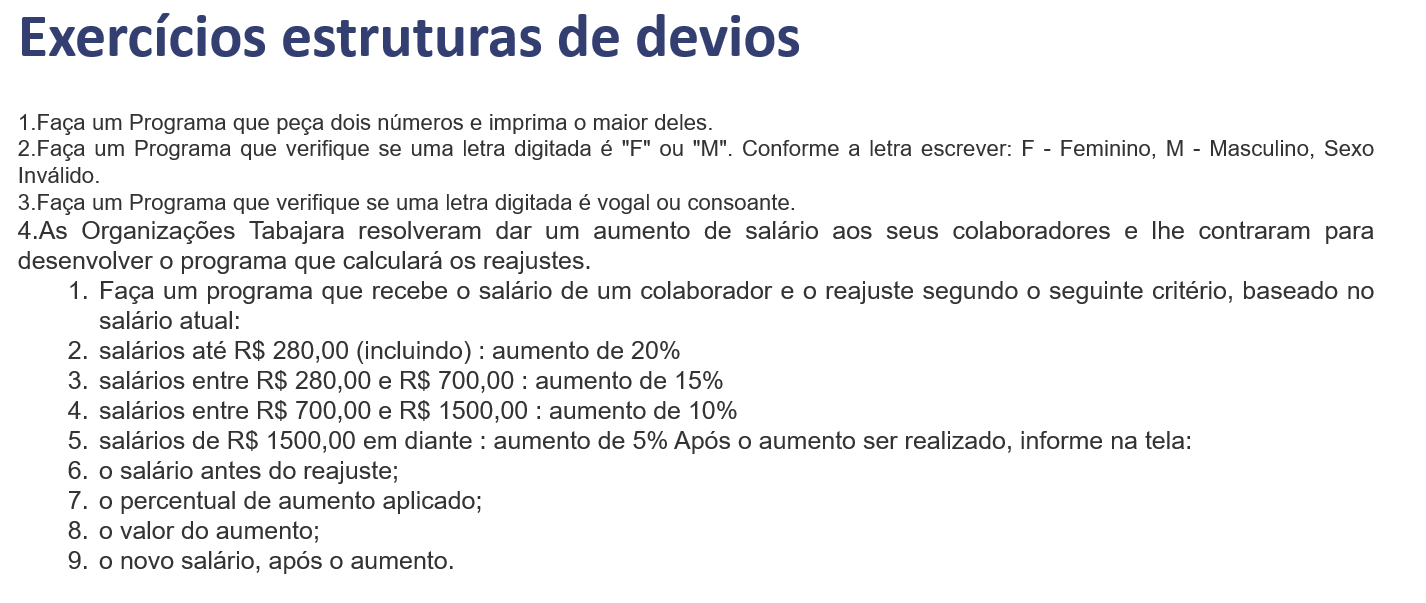 Exercícios estruturas de devios
1.Faça um Programa que peça dois números e imprima o maior deles.
2.Faça um Programa que verifique se uma letra digitada é "F" ou "M". Conforme a letra escrever: F - Feminino, M - Masculino, Sexo
Inválido.
3.Faça um Programa que verifique se uma letra digitada é vogal ou consoante.
4.As Organizações Tabajara resolveram dar um aumento de salário aos seus colaboradores e lhe contraram para
desenvolver o programa que calculará os reajustes.
1. Faça um programa que recebe o salário de um colaborador e o reajuste segundo o seguinte critério, baseado no
salário atual:
2. salários até R$ 280,00 (incluindo) : aumento de 20%
3. salários entre R$ 280,00 e R$ 700,00 : aumento de 15%
4. salários entre R$ 700,00 e R$ 1500,00 : aumento de 10%
5. salários de R$ 1500,00 em diante : aumento de 5% Após o aumento ser realizado, informe na tela:
6. o salário antes do reajuste;
7. o percentual de aumento aplicado;
8. o valor do aumento;
9. o novo salário, após o aumento.